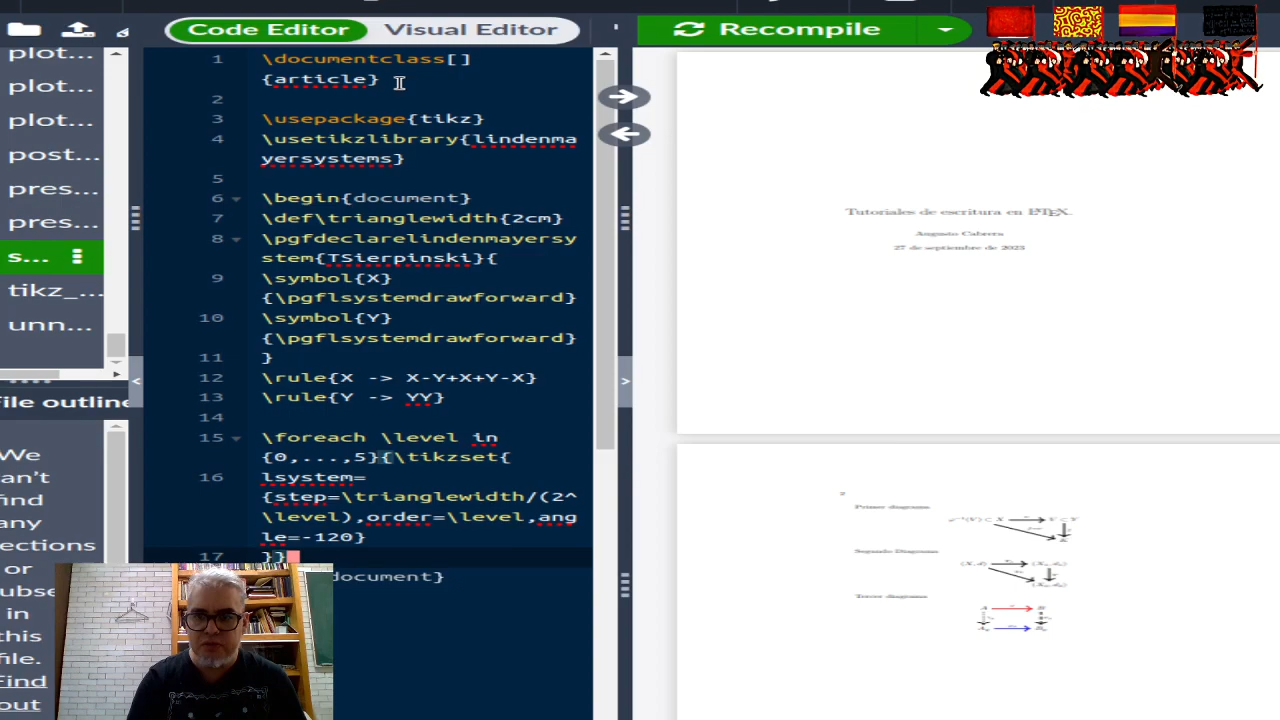 Code Editor
Visual Editor
Recompile
plot...
plot...
plot...
post...
pres...
pres...
s...
tikz_...
unn...
File outline
We
can't
find
any
sections
or
subse
in
this
file.
Find
out
1 \documentclass[]
{article}
2
3 \usepackage{tikz}
4 \usetikzlibrary{lindenma
yersystems}
5
6 \begin{document}
7 \def\trianglewidth{2cm}
8 \pgfdeclarelindenmayersy
stem{TSierpinski}{
9 \symbol{X}
{\pgflsystemdrawforward}
10 \symbol{Y}
{\pgflsystemdrawforward}
11 }
12 \rule{X -> X-Y+X+Y-X}
13 \rule{Y -> YY}
14
15 \foreach \level in
{0,...,5}{\tikzset{
16 lsystem=
{step=\trianglewidth/(2^
\level),order=\level,ang
le=-120}
17 }}
document}
Tutoriales de escritura en LATEX.
Augusto Cabrera
27 de septiembre de 2023
2
Primer diagrama
Segundo Diagrama
Tercer diagrama